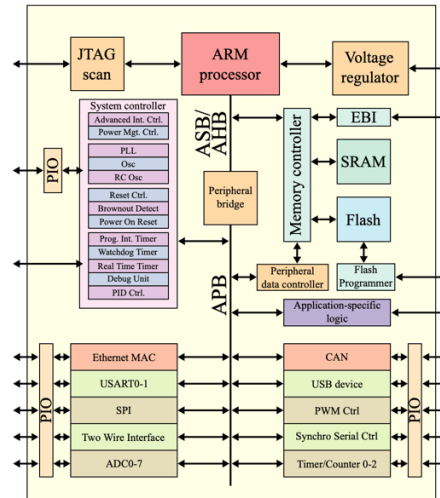 JTAG
scan
ARM
processor
Voltage
regulator
System controller
Advanced Int. Ctrl.
Power Mgt. Ctrl.
PLL
Osc
RC Osc
Reset Ctrl.
Brownout Detect
Power On Reset
Prog. Int. Timer
Watchdog Timer
Real Time Timer
Debug Unit
PID Ctrl.
PIO
ASB/
AHB
Peripheral
bridge
APB
Memory controller
EBI
SRAM
Flash
Peripheral
data controller
Flash
Programmer
Application-specific
logic
PIO
Ethernet MAC
USART0-1
SPI
Two Wire Interface
ADC0-7
CAN
USB device
PWM Ctrl
Synchro Serial Ctrl
Timer/Counter 0-2
PIO